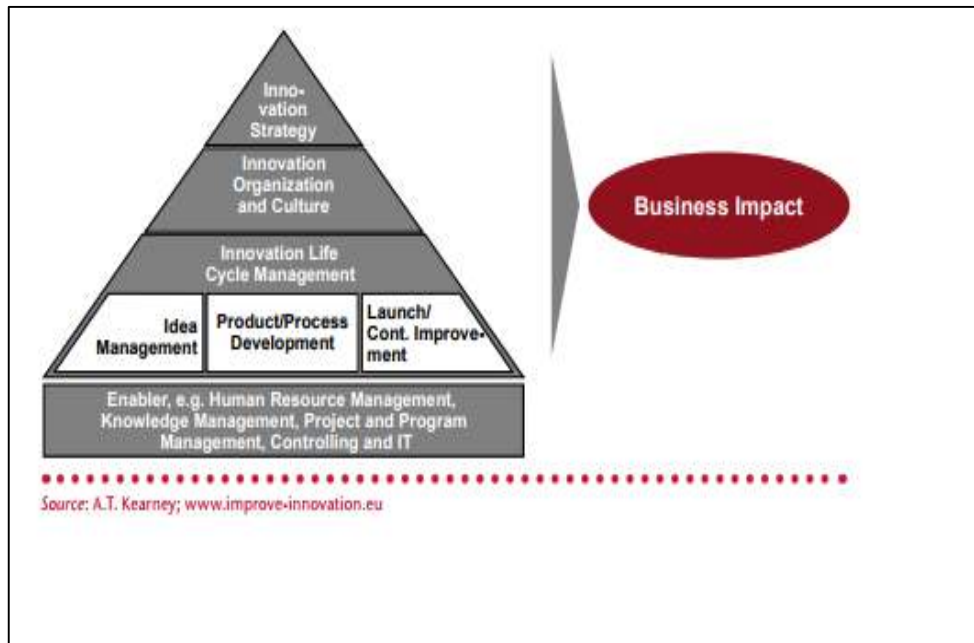 Inno-
vation
Strategy
Innovation
Organization
and Culture
Innovation Life
Cycle Management
Idea
Management
Product/Process
Development
Launch/
Cont. Improve-
ment
Enabler, e.g. Human Resource Management,
Knowledge Management, Project and Program
Management, Controlling and IT
Business Impact
Source: A.T. Kearney; www.improve-innovation.eu